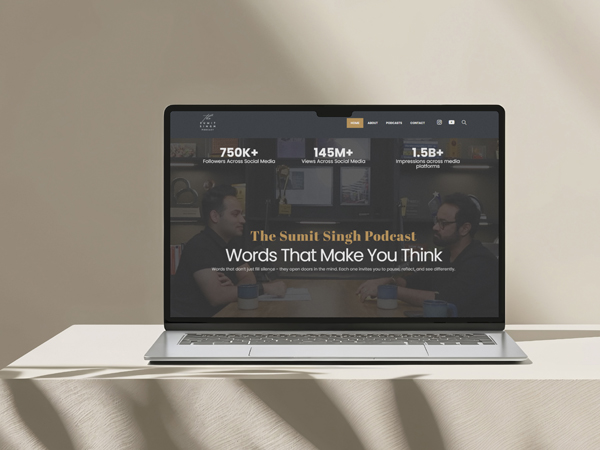 SUMIT
SINGH
HOME ABOUT PODCASTS CONTACT
750K+ 145M+ 1.5B+
Followers Across Social Media Views Across Social Media Impressions across media
platforms
The Sumit Singh Podcast
Words That Make You Think
Words that don't just fill silence – they open doors in the mind. Each one invites you to pause, reflect, and see differently.